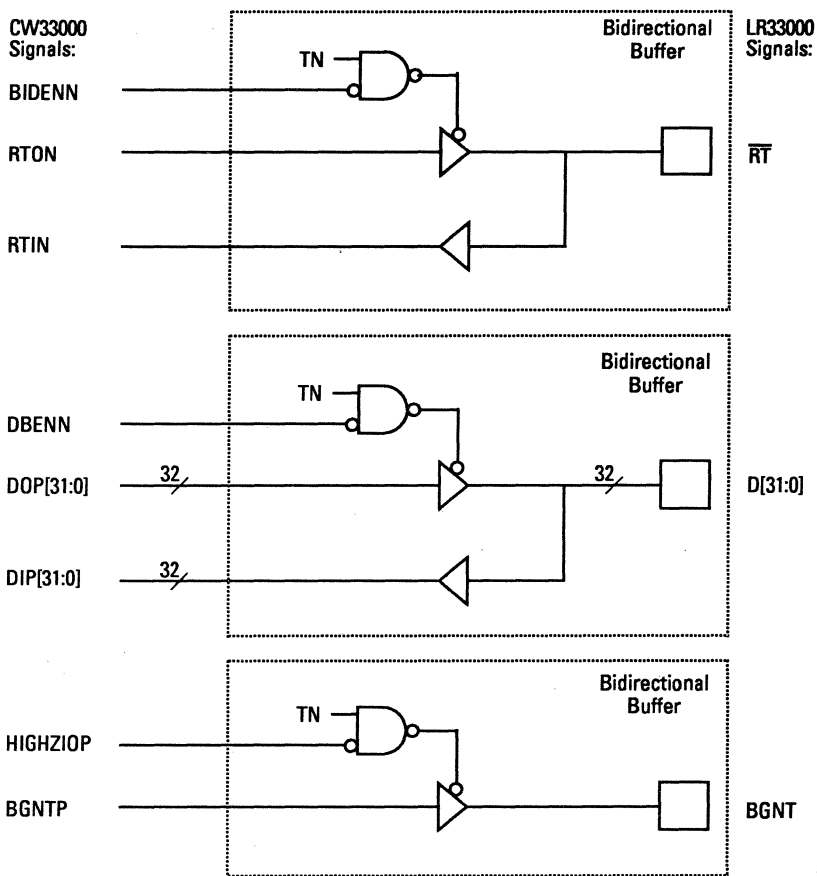 CW33000
Signals:
Bidirectional
Buffer
LR33000
Signals:
TN
BIDENN
RTON
RT
RTIN
Bidirectional
Buffer
TN
DBENN
DOP[31:0]
32
32
D[31:0]
DIP[31:0]
32
Bidirectional
Buffer
TN
HIGHZIOP
BGNTP
BGNT